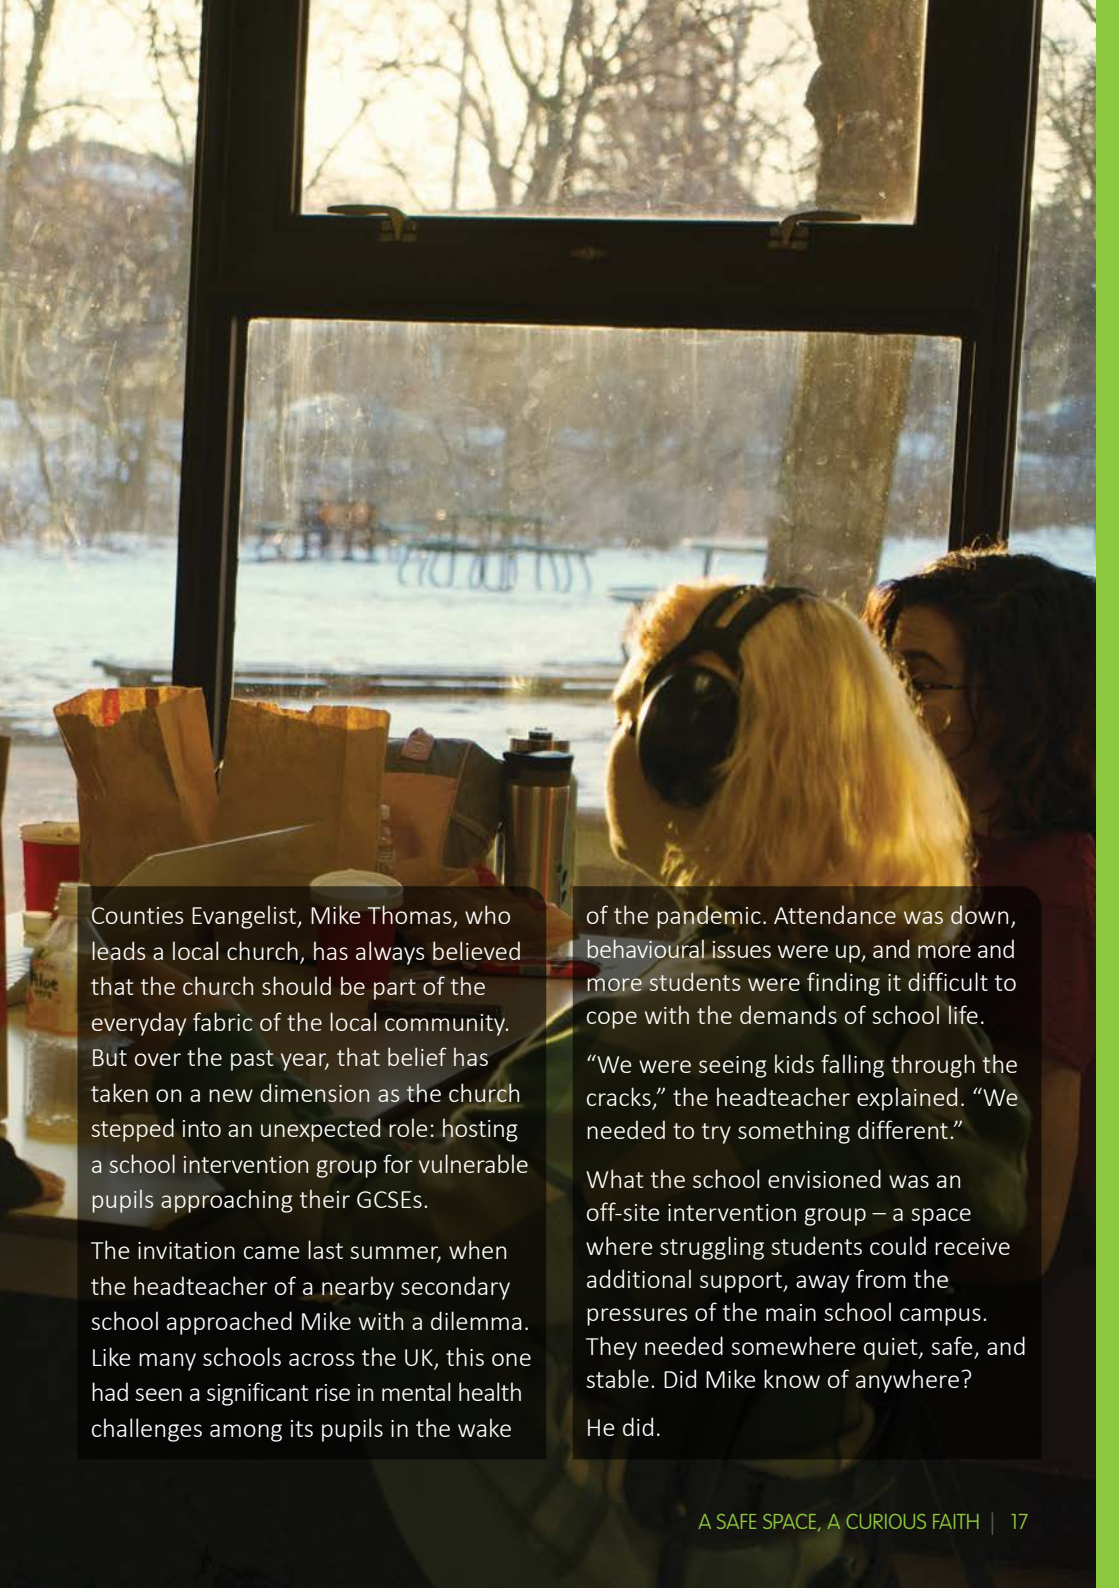 Counties Evangelist, Mike Thomas, who
leads a local church, has always believed
that the church should be part of the
everyday fabric of the local community.
But over the past year, that belief has
taken on a new dimension as the church
stepped into an unexpected role: hosting
a school intervention group for vulnerable
pupils approaching their GCSEs.
The invitation came last summer, when
the headteacher of a nearby secondary
school approached Mike with a dilemma.
Like many schools across the UK, this one
had seen a significant rise in mental health
challenges among its pupils in the wake
of the pandemic. Attendance was down,
behavioural issues were up, and more and
more students were finding it difficult to
cope with the demands of school life.
“We were seeing kids falling through the
cracks,” the headteacher explained. “We
needed to try something different.”
What the school envisioned was an
off-site intervention group – a space
where struggling students could receive
additional support, away from the
pressures of the main school campus.
They needed somewhere quiet, safe, and
stable. Did Mike know of anywhere?
He did.
A SAFE SPACE, A CURIOUS FAITH | 17